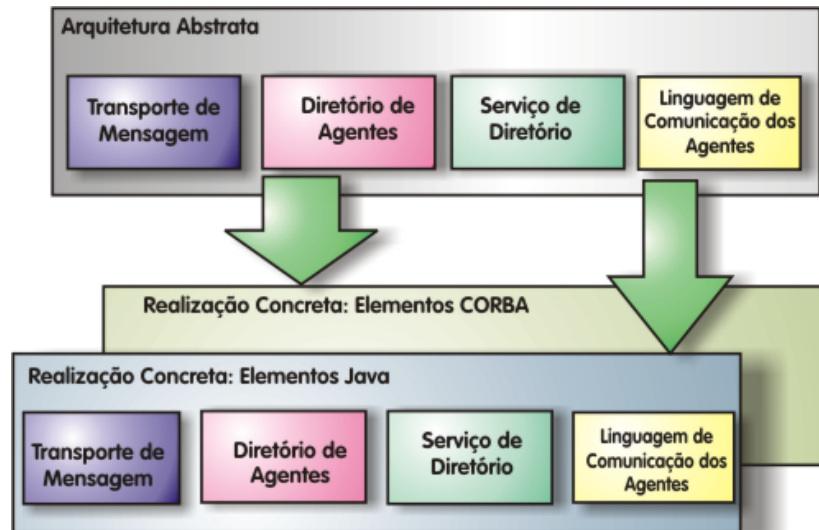 Arquitetura Abstrata
Transporte de
Mensagem
Diretório de
Agentes
Serviço de
Diretório
Linguagem de
Comunicação dos
Agentes
Realização Concreta: Elementos CORBA
Realização Concreta: Elementos Java
Transporte de
Mensagem
Diretório de
Agentes
Serviço de
Diretório
Linguagem de
Comunicação dos
Agentes